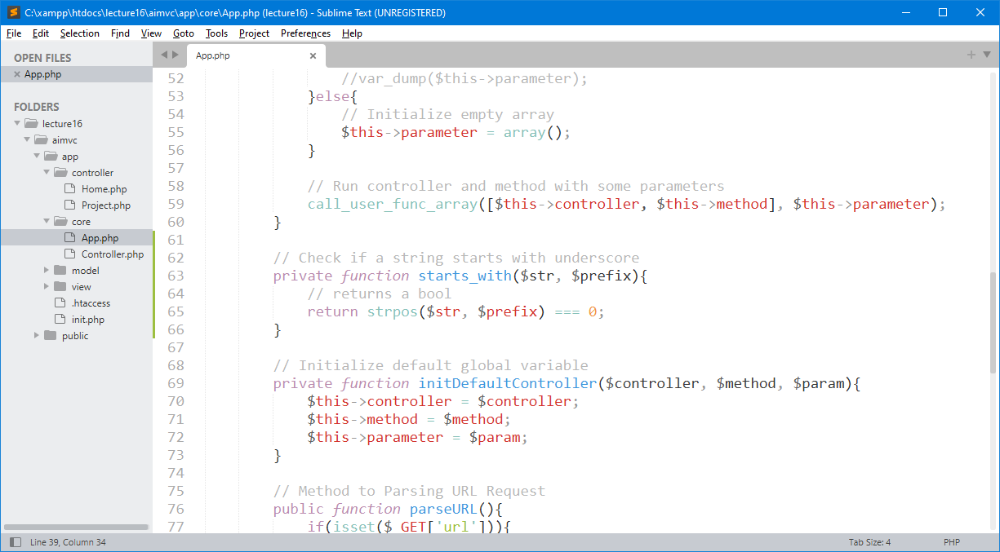 C:\xampp\htdocs\lecture16\aimvc\app\core\App.php (lecture16) - Sublime Text (UNREGISTERED)
File Edit Selection Find View Goto Tools Project Preferences Help
OPEN FILES
App.php
FOLDERS
lecture16
aimvc
app
controller
Home.php
Project.php
core
App.php
Controller.php
model
view
.htaccess
init.php
public
App.php
52 //var_dump($this->parameter);
53 }else{
54 // Initialize empty array
55 $this->parameter = array();
56 }
57
58 // Run controller and method with some parameters
59 call_user_func_array([$this->controller, $this->method], $this->parameter);
60 }
61
62 // Check if a string starts with underscore
63 private function starts_with($str, $prefix){
64 // returns a bool
65 return strpos($str, $prefix) === 0;
66 }
67
68 // Initialize default global variable
69 private function initDefaultController($controller, $method, $param){
70 $this->controller = $controller;
71 $this->method = $method;
72 $this->parameter = $param;
73 }
74
75 // Method to Parsing URL Request
76 public function parseURL(){
77 if(isset($_GET['url'])){
Line 39, Column 34
Tab Size: 4
PHP